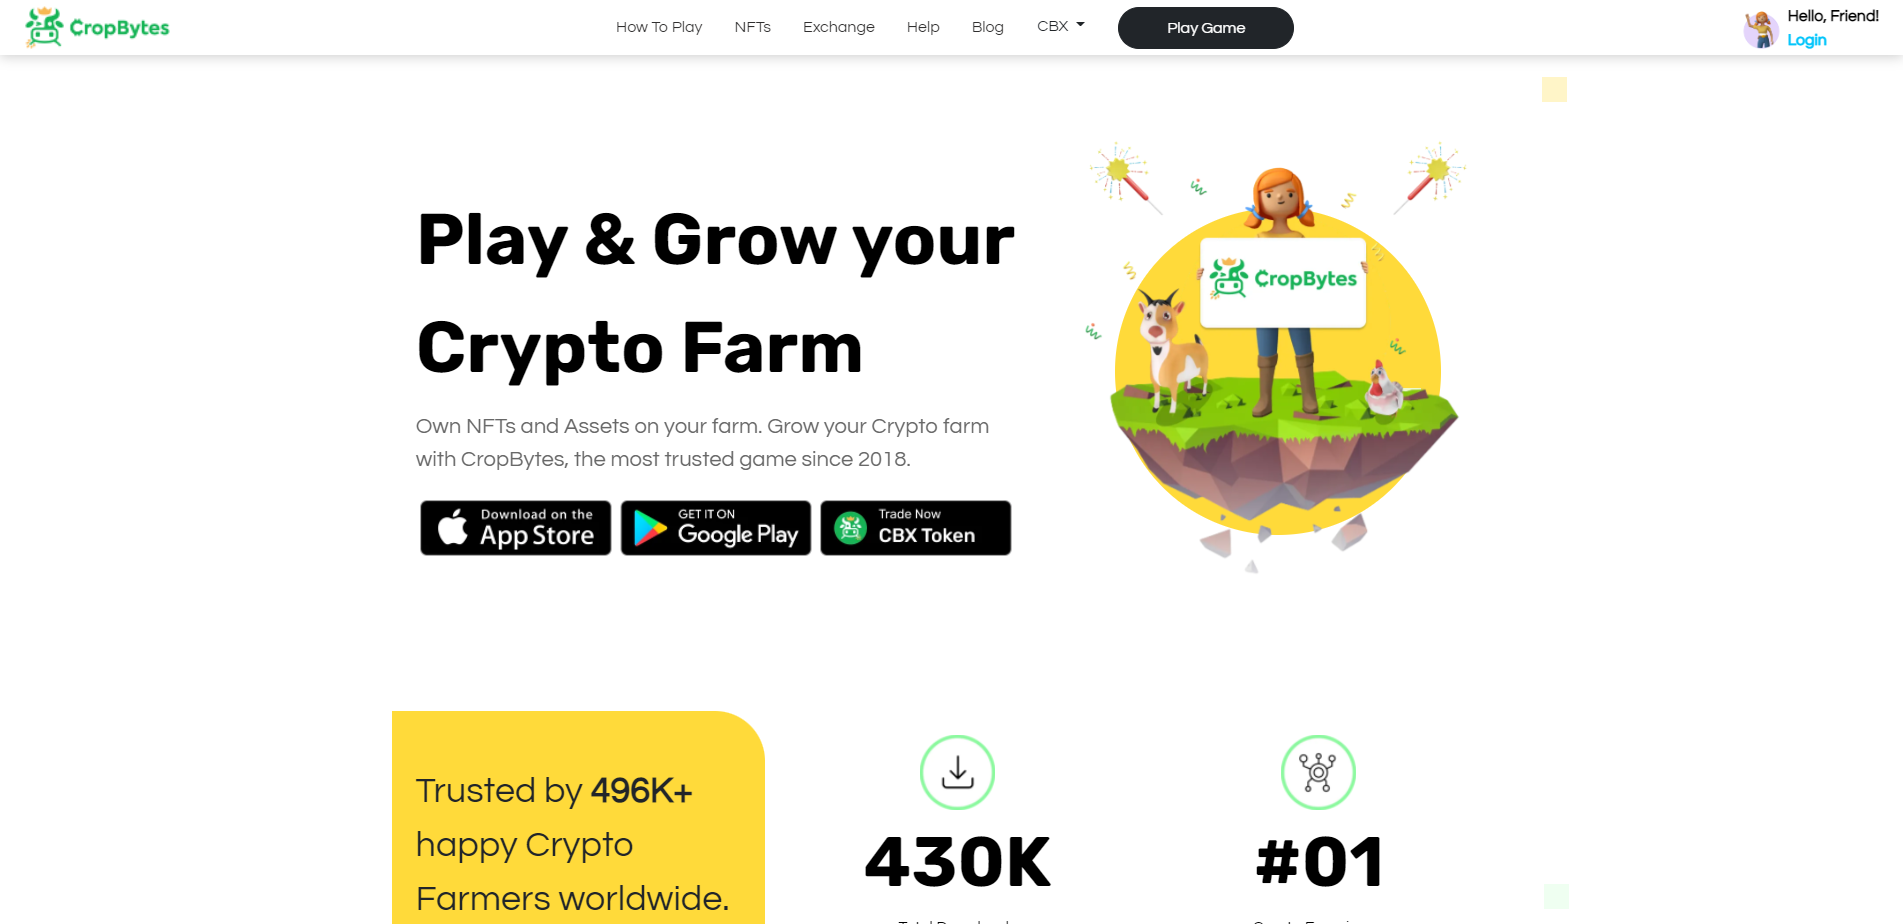 CropBytes
How To Play
NFTs
Exchange
Help
Blog
CBX
Play Game
Hello, Friend!
Login
Play & Grow your
Crypto Farm
CropBytes
Own NFTs and Assets on your farm. Grow your Crypto farm
with CropBytes, the most trusted game since 2018.
Download on the
App Store
GET IT ON
Google Play
Trade Now
CBX Token
Trusted by 496K+
happy Crypto
Farmers worldwide.
430K
#01